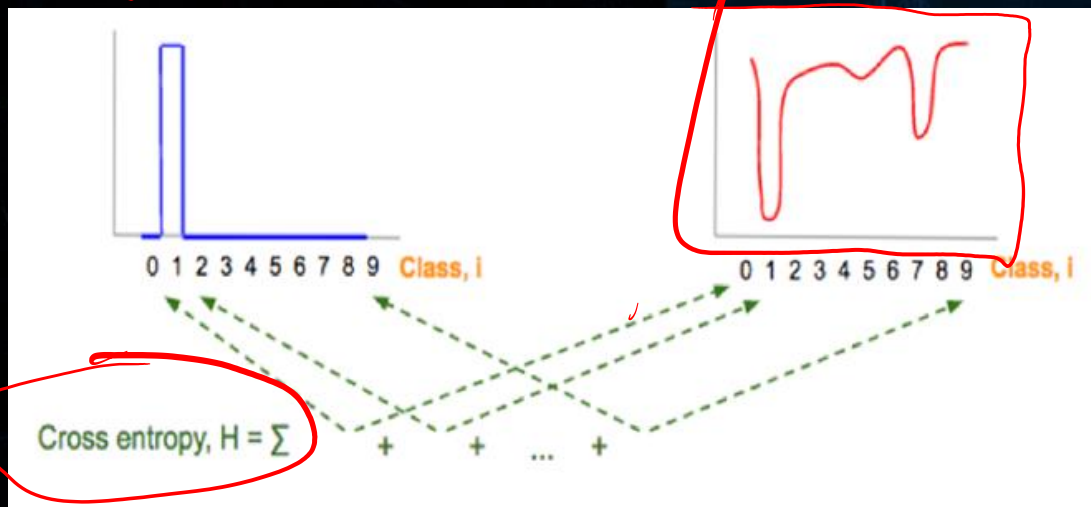 0 1 2 3 4 5 6 7 8 9 Class, i
0 1 2 3 4 5 6 7 8 9 Class, i
Cross entropy, H = ∑ + + ... +